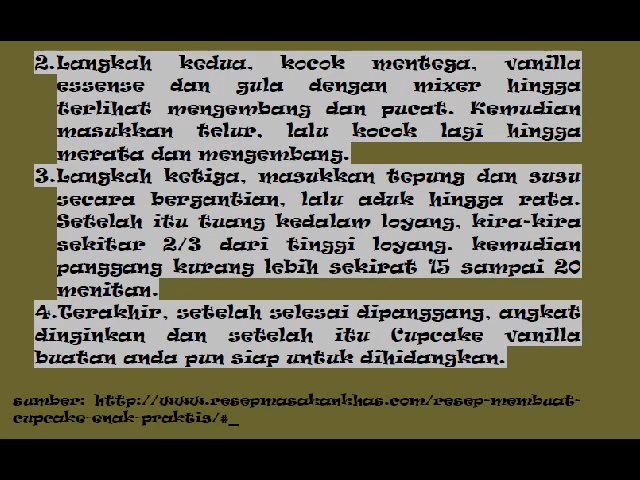 2. Langkah kedua, kocok mentega, vanilla
essense dan gula dengan mixer hingga
terlihat mengembang dan pucat. Kemudian
masukkan telur, lalu kocok lagi hingga
merata dan mengembang.
3. Langkah ketiga, masukkan tepung dan susu
secara bergantian, lalu aduk hingga rata.
Setelah itu tuang kedalam loyang, kira-kira
sekitar 2/3 dari tinggi loyang. kemudian
panggang kurang lebih sekirat 15 sampai 20
menitan.
4. Terakhir, setelah selesai dipanggang, angkat
dinginkan dan setelah itu Cupcake vanilla
buatan anda pun siap untuk dihidangkan.
sumber: http://www.resepmasakankhas.com/resep-membuat-
cupcake-enak-praktis/#_